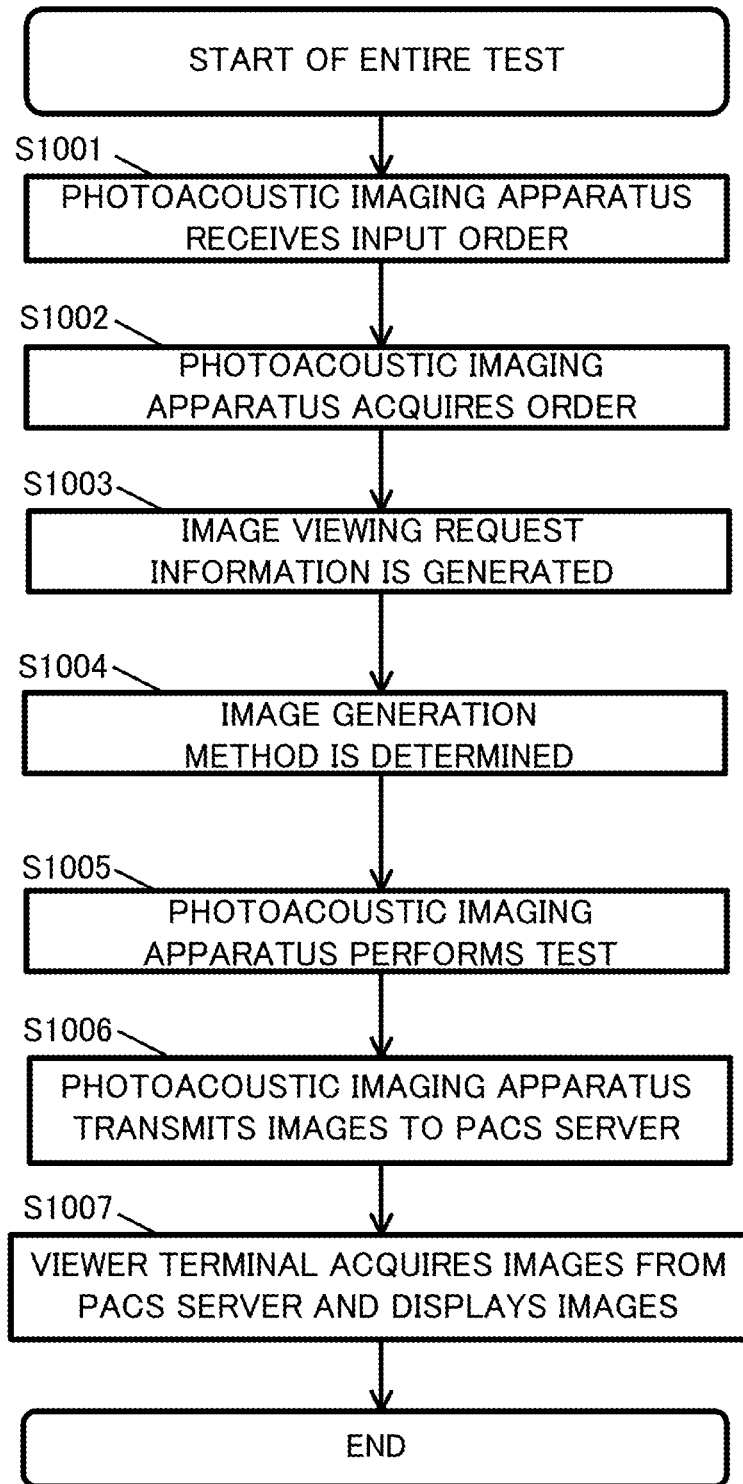 START OF ENTIRE TEST
S1001
PHOTOACOUSTIC IMAGING APPARATUS
RECEIVES INPUT ORDER
S1002
PHOTOACOUSTIC IMAGING
APPARATUS ACQUIRES ORDER
S1003
IMAGE VIEWING REQUEST
INFORMATION IS GENERATED
S1004
IMAGE GENERATION
METHOD IS DETERMINED
S1005
PHOTOACOUSTIC IMAGING
APPARATUS PERFORMS TEST
S1006
PHOTOACOUSTIC IMAGING APPARATUS
TRANSMITS IMAGES TO PACS SERVER
S1007
VIEWER TERMINAL ACQUIRES IMAGES FROM
PACS SERVER AND DISPLAYS IMAGES
END